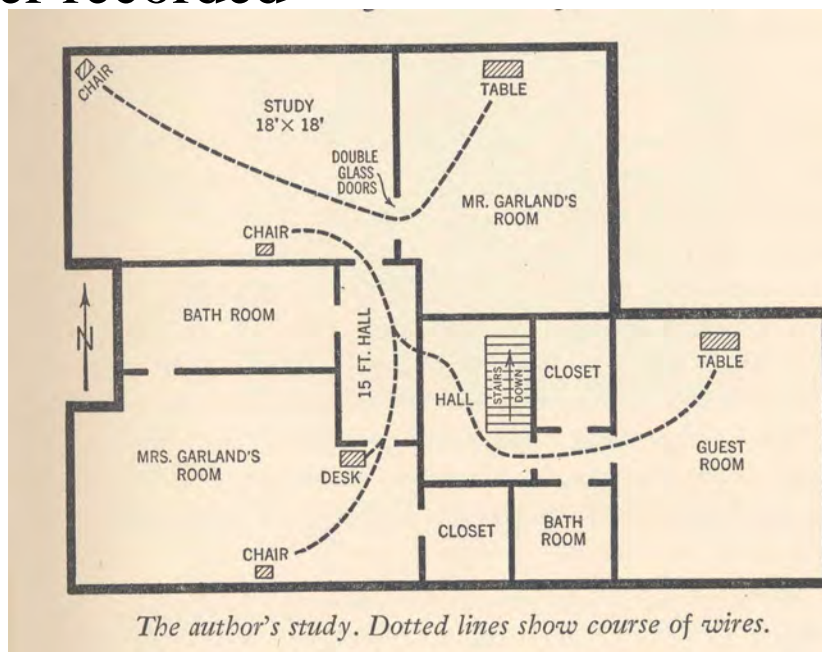 er recorded
CHAIR
STUDY
18' × 18'
TABLE
DOUBLE
GLASS
DOORS
MR. GARLAND'S
ROOM
CHAIR
BATH ROOM
N
15 FT. HALL
HALL
STAIRS
DOWN
CLOSET
TABLE
MRS. GARLAND'S
ROOM
DESK
GUEST
ROOM
CHAIR
CLOSET
BATH
ROOM
The author's study. Dotted lines show course of wires.